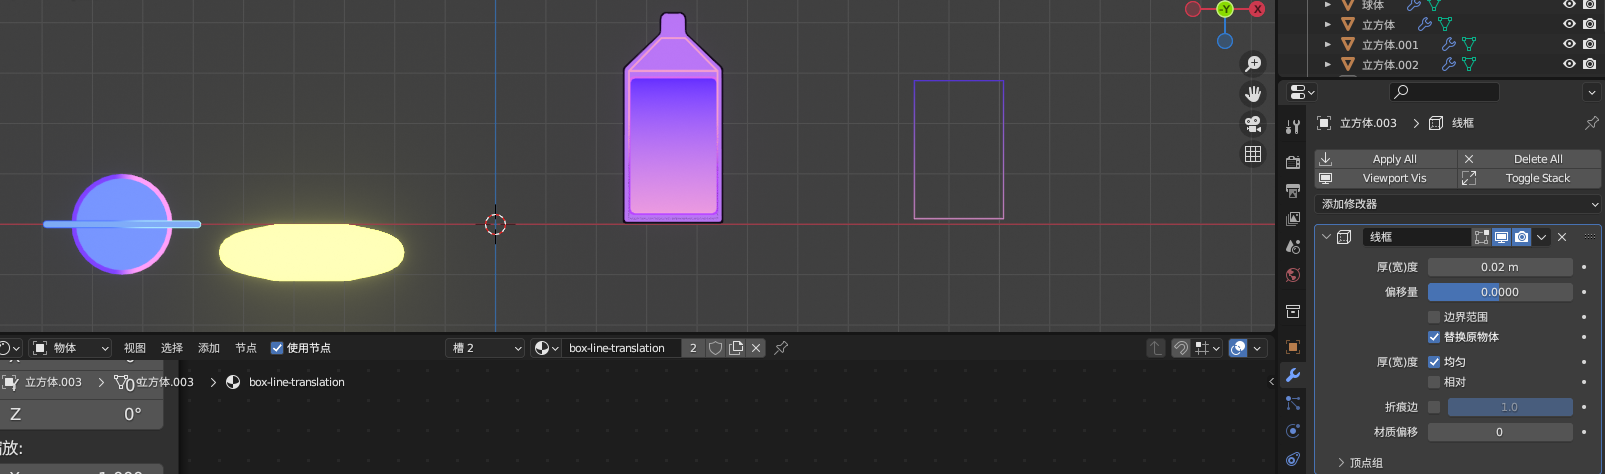 -Y
X
球体
立方体
立方体.001
立方体.002
立方体.003
线框
Apply All
Delete All
Viewport Vis
Toggle Stack
添加修改器
线框
厚(宽)度
0.02 m
偏移量
0.0000
边界范围
替换原物体
厚(宽)度
均匀
相对
折痕边
1.0
材质偏移
0
顶点组
物体
视图
选择
添加
节点
使用节点
槽 2
box-line-translation
2
立方体.003
立方体.003
box-line-translation
0°
Z
0°
放: